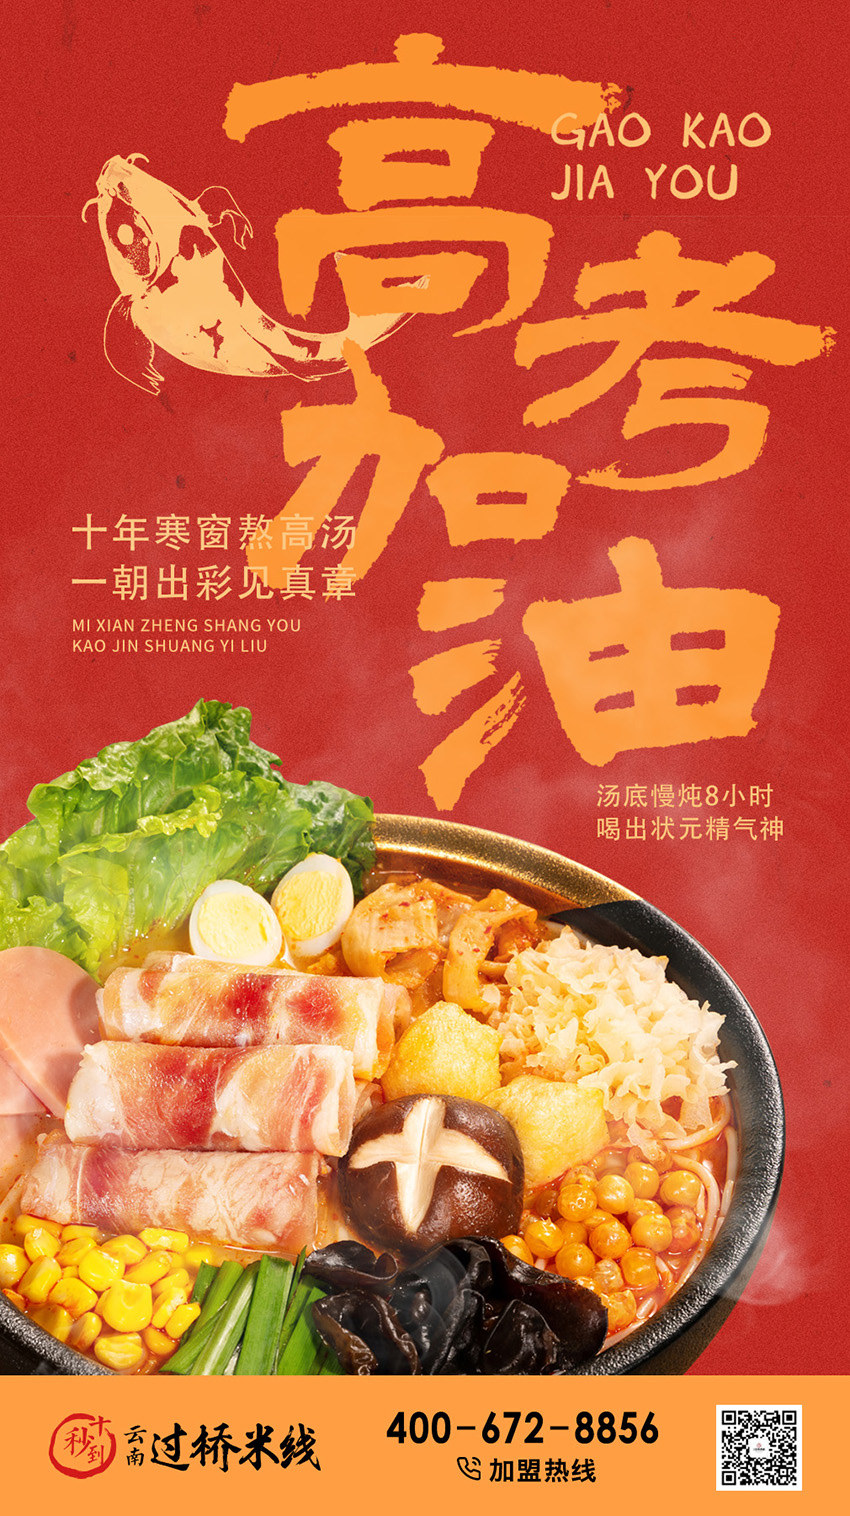 高考
加油
GAO KAO
JIA YOU
十年寒窗熬高汤
一朝出彩见真章
MI XIAN ZHENG SHANG YOU
KAO JIN SHUANG YI LIU
汤底慢炖8小时
喝出状元精气神
十秒到
云南过桥米线
400-672-8856
加盟热线